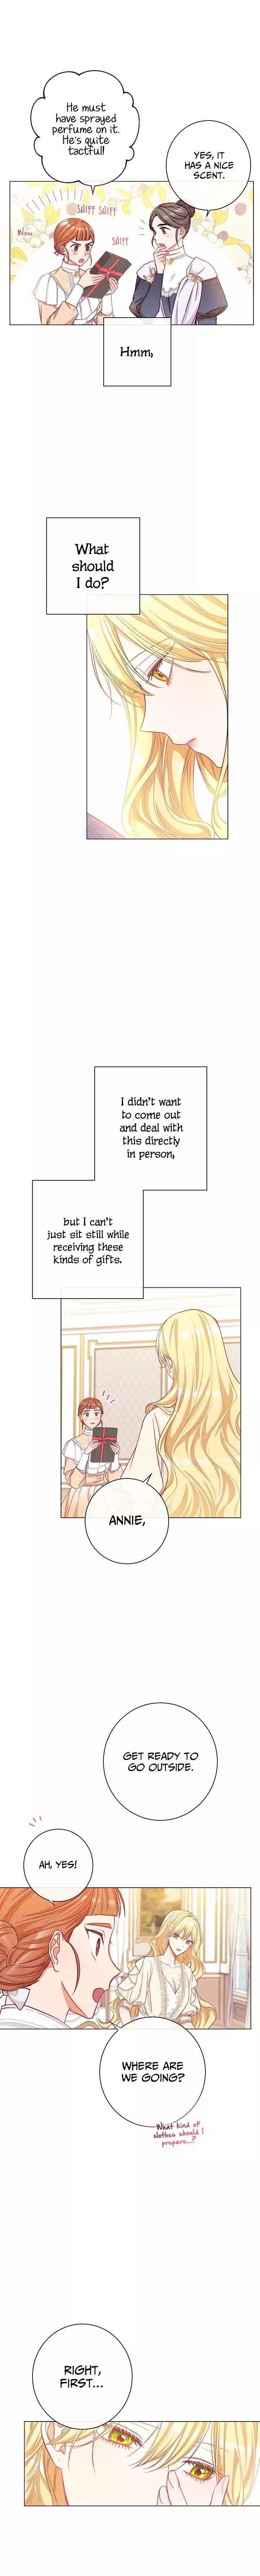 He must
have sprayed
perfume on it.
He's quite
tactful!
YES, IT
HAS A NICE
SCENT.
SNIFF SNIFF
Wow
SNIFF
Hmm,
What
should
I do?
I didn't want
to come out
and deal with
this directly
in person,
but I can't
just sit still while
receiving these
kinds of gifts.
ANNIE,
GET READY TO
GO OUTSIDE.
AH, YES!
WHERE ARE
WE GOING?
What kind of
clothes should I
prepare...?
RIGHT,
FIRST...